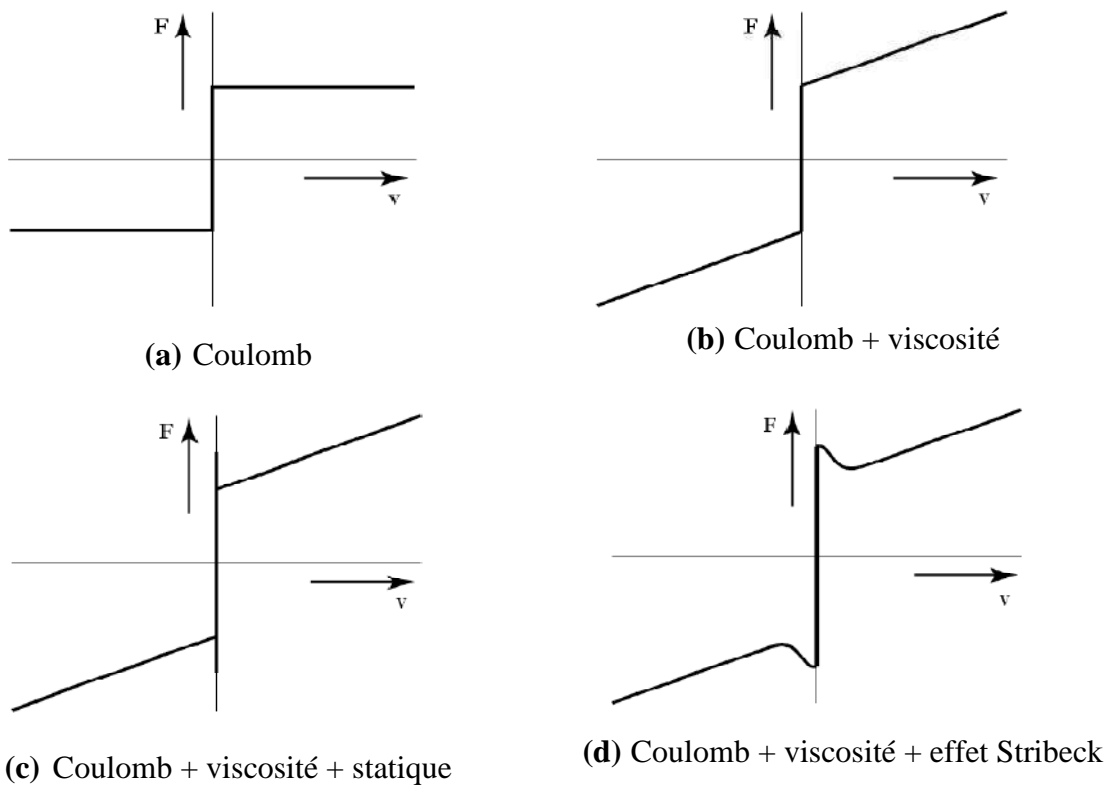 F
v
(a) Coulomb
F
v
(b) Coulomb + viscosité
F
v
(c) Coulomb + viscosité + statique
F
v
(d) Coulomb + viscosité + effet Stribeck